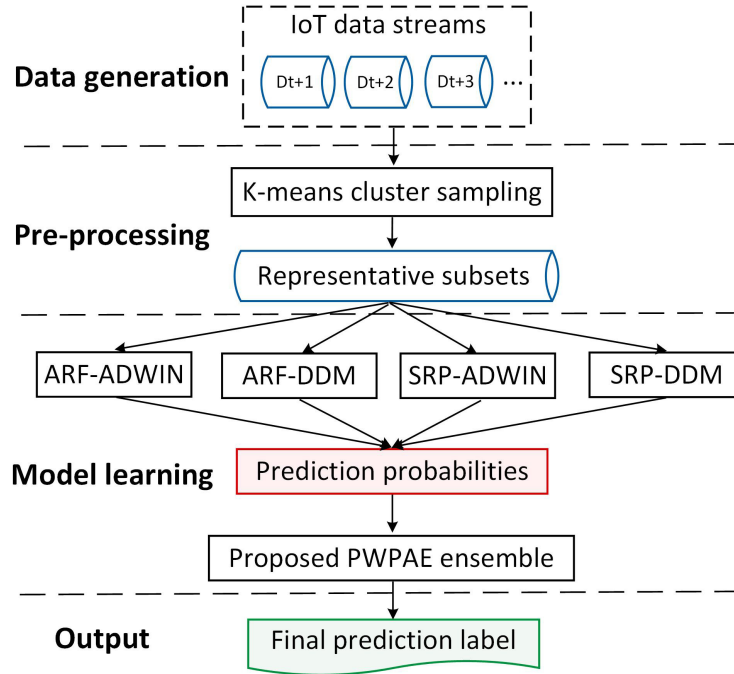 IoT data streams
Data generation
Dt+1 Dt+2 Dt+3 ...
K-means cluster sampling
Pre-processing
Representative subsets
ARF-ADWIN ARF-DDM SRP-ADWIN SRP-DDM
Model learning
Prediction probabilities
Proposed PWPAE ensemble
Output
Final prediction label